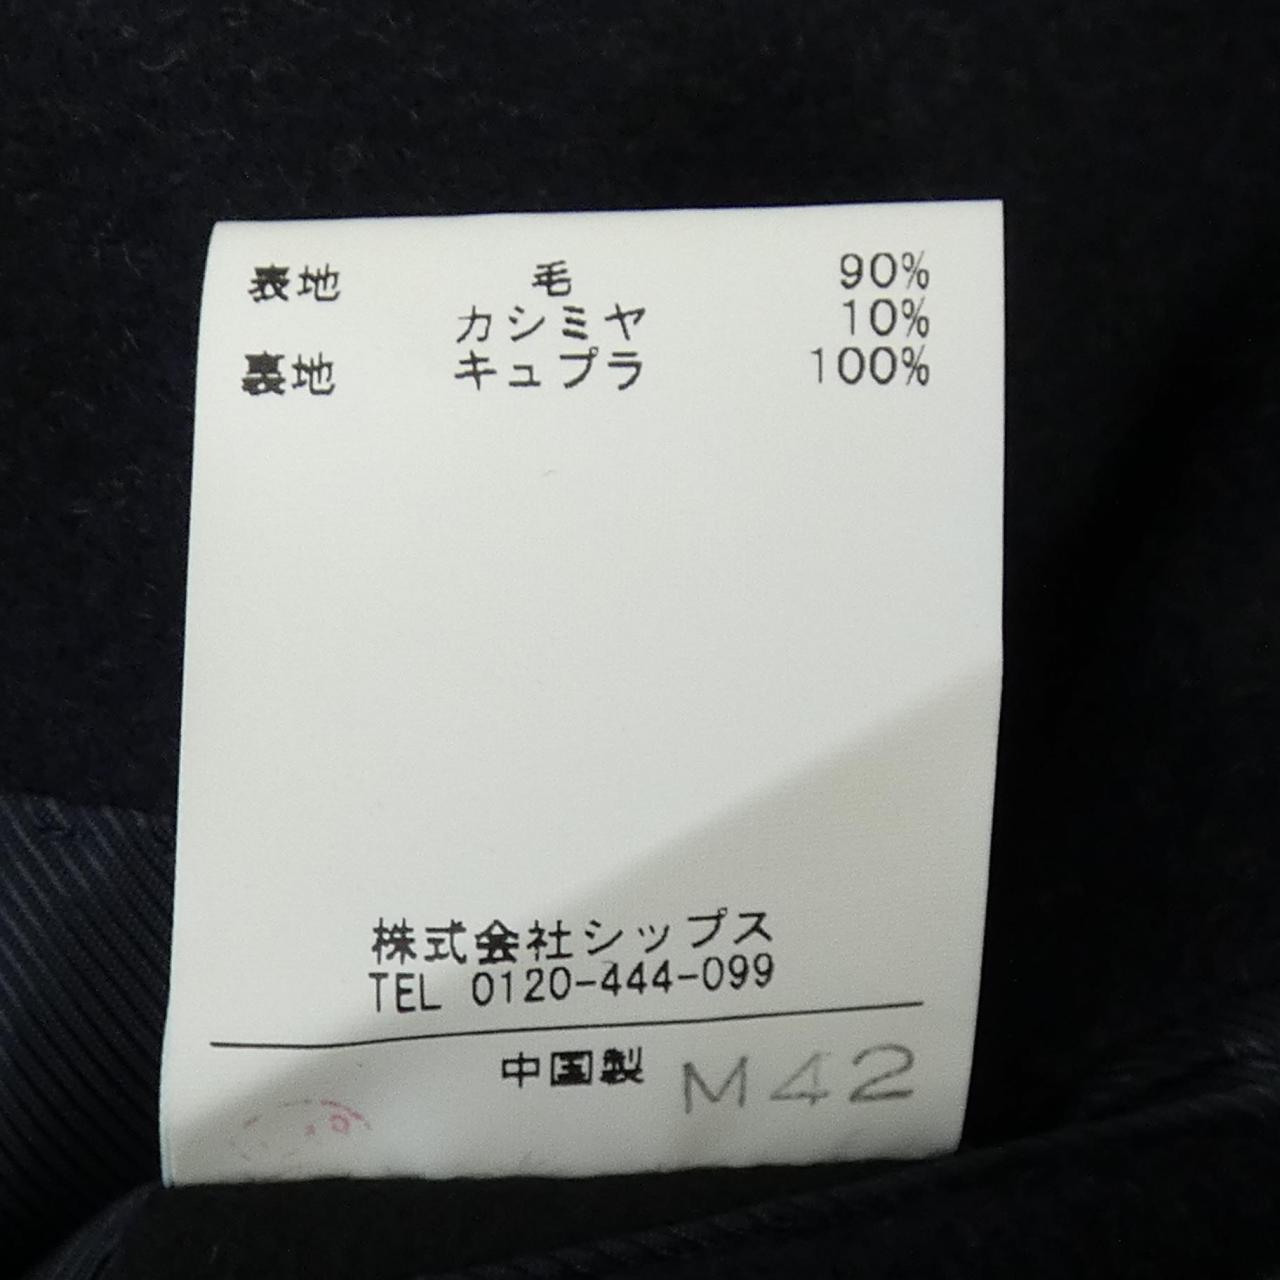 表地 毛 90%
カシミヤ 10%
裏地 キュプラ 100%
株式会社シップス
TEL 0120-444-099
中国製 M42